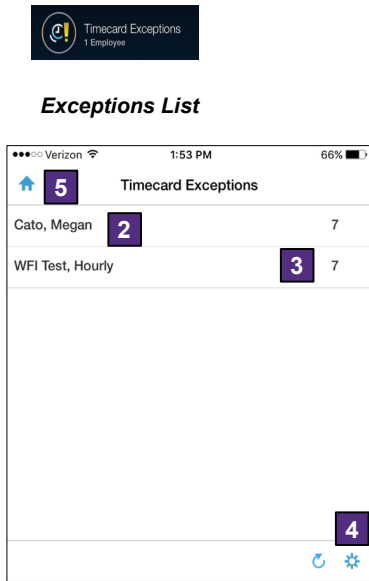 Timecard Exceptions
1 Employee
Exceptions List
Verizon 1:53 PM 66%
5 Timecard Exceptions
Cato, Megan 2 7
WFI Test, Hourly 3 7
4